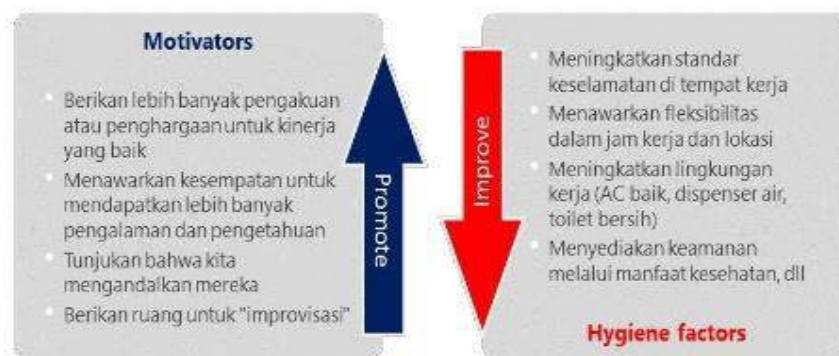 Motivators
Berikan lebih banyak pengakuan
atau penghargaan untuk kinerja
yang baik
Menawarkan kesempatan untuk
mendapatkan lebih banyak
pengalaman dan pengetahuan
Tunjukan bahwa kita
mengandalkan mereka
Berikan ruang untuk "improvisasi"
Promote
Improve
Meningkatkan standar
keselamatan di tempat kerja
Menawarkan fleksibilitas
dalam jam kerja dan lokasi
Meningkatkan lingkungan
kerja (AC baik, dispenser air,
toilet bersih)
Menyediakan keamanan
melalui manfaat kesehatan, dll
Hygiene factors